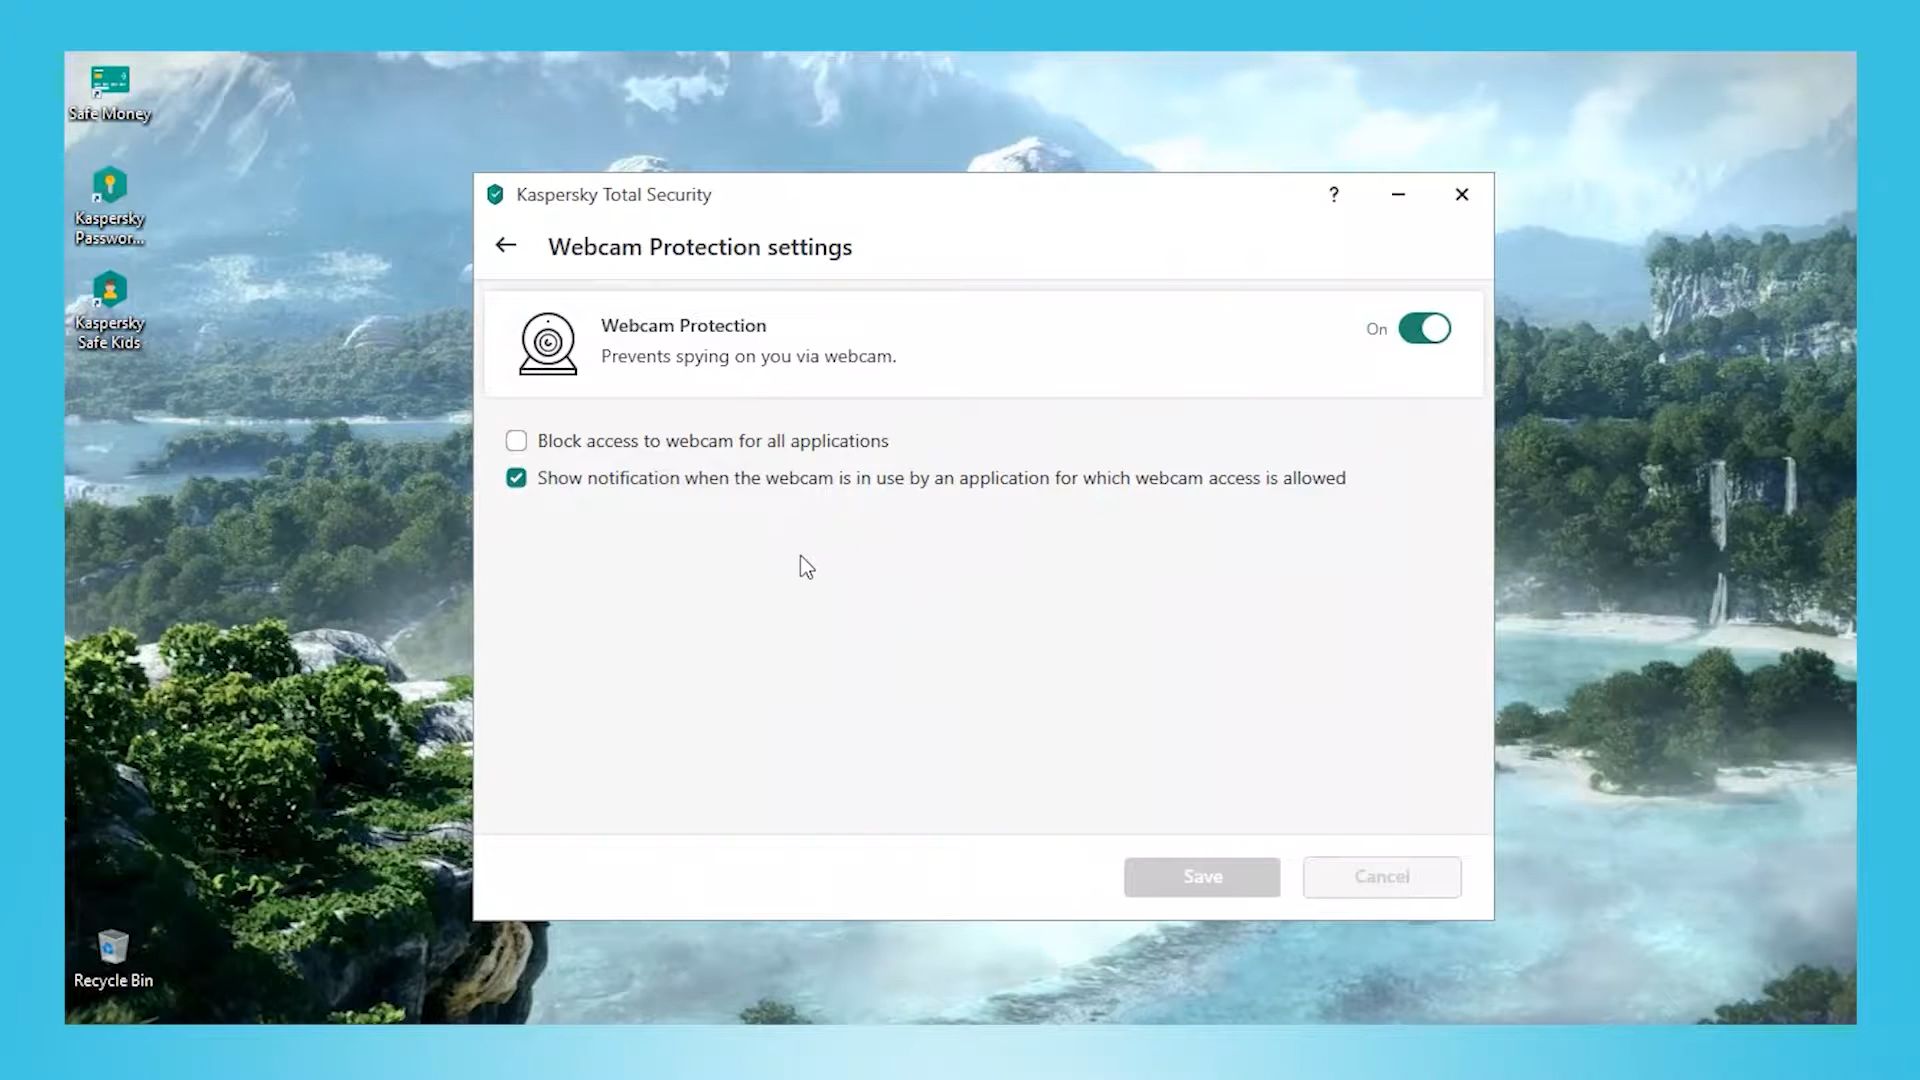 Safe Money
Kaspersky
Passwor...
Kaspersky
Safe Kids
Recycle Bin
Kaspersky Total Security
?
Webcam Protection settings
Webcam Protection
Prevents spying on you via webcam.
On
Block access to webcam for all applications
Show notification when the webcam is in use by an application for which webcam access is allowed
Save
Cancel